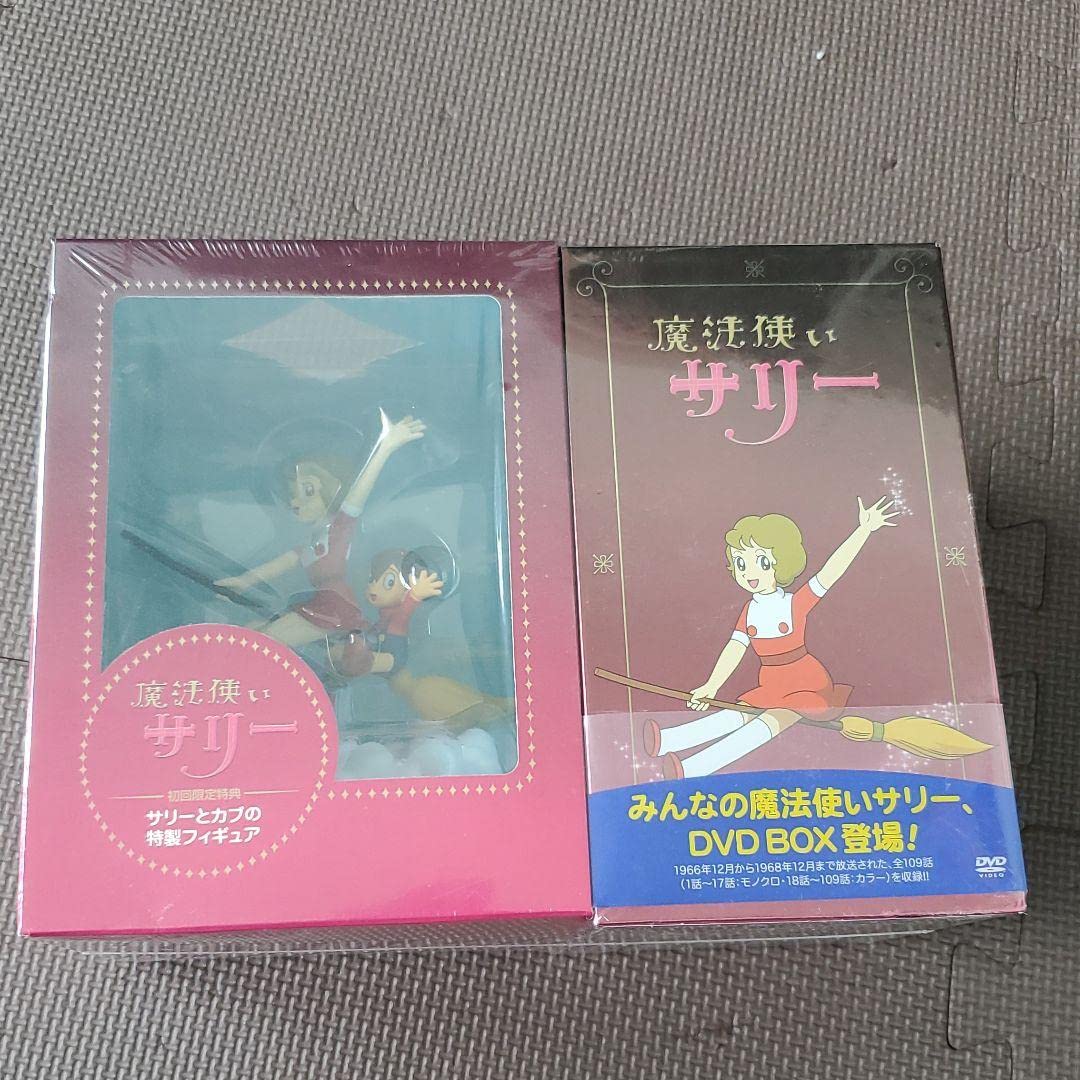 魔法使い
サリー
初回限定特典
サリーとカブの
特製フィギュア
魔法使い
サリー
みんなの魔法使いサリー、
DVD BOX 登場!
1966年12月から1968年12月まで放送された、全109話
(1話～17話:モノクロ・18話～109話:カラー)を収録!!
DVD
VIDEO